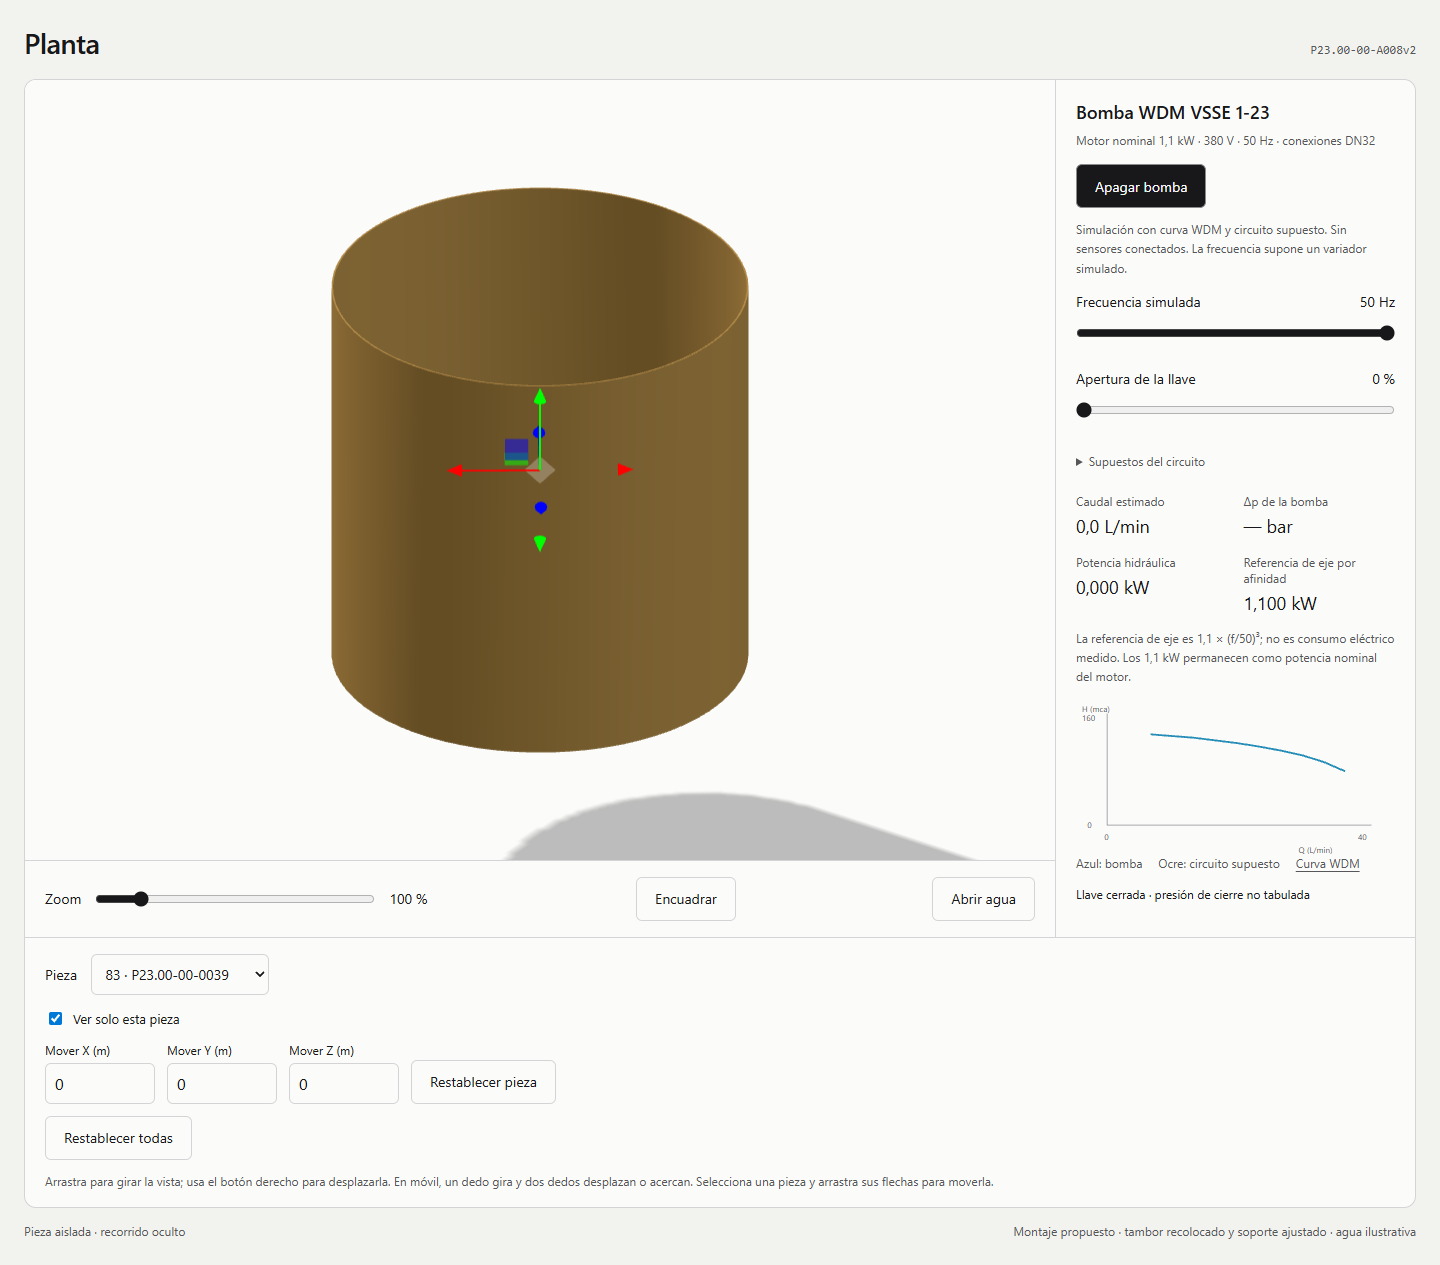 Planta
P23.00-00-A008v2
Bomba WDM VSSE 1-23
Motor nominal 1,1 kW · 380 V · 50 Hz · conexiones DN32
Apagar bomba
Simulación con curva WDM y circuito supuesto. Sin
sensores conectados. La frecuencia supone un variador
simulado.
Frecuencia simulada 50 Hz
Apertura de la llave 0 %
Supuestos del circuito
Caudal estimado
0,0 L/min
Δp de la bomba
— bar
Potencia hidráulica
0,000 kW
Referencia de eje por
afinidad
1,100 kW
La referencia de eje es 1,1 × (f/50)³; no es consumo eléctrico
medido. Los 1,1 kW permanecen como potencia nominal
del motor.
H (mca)
160
0
0
40
Q (L/min)
Azul: bomba Ocre: circuito supuesto Curva WDM
Llave cerrada · presión de cierre no tabulada
Zoom 100 % Encuadrar Abrir agua
Pieza 83 · P23.00-00-0039
Ver solo esta pieza
Mover X (m) Mover Y (m) Mover Z (m)
0 0 0 Restablecer pieza
Restablecer todas
Arrastra para girar la vista; usa el botón derecho para desplazarla. En móvil, un dedo gira y dos dedos desplazan o acercan. Selecciona una pieza y arrastra sus flechas para moverla.
Pieza aislada · recorrido oculto
Montaje propuesto · tambor recolocado y soporte ajustado · agua ilustrativa